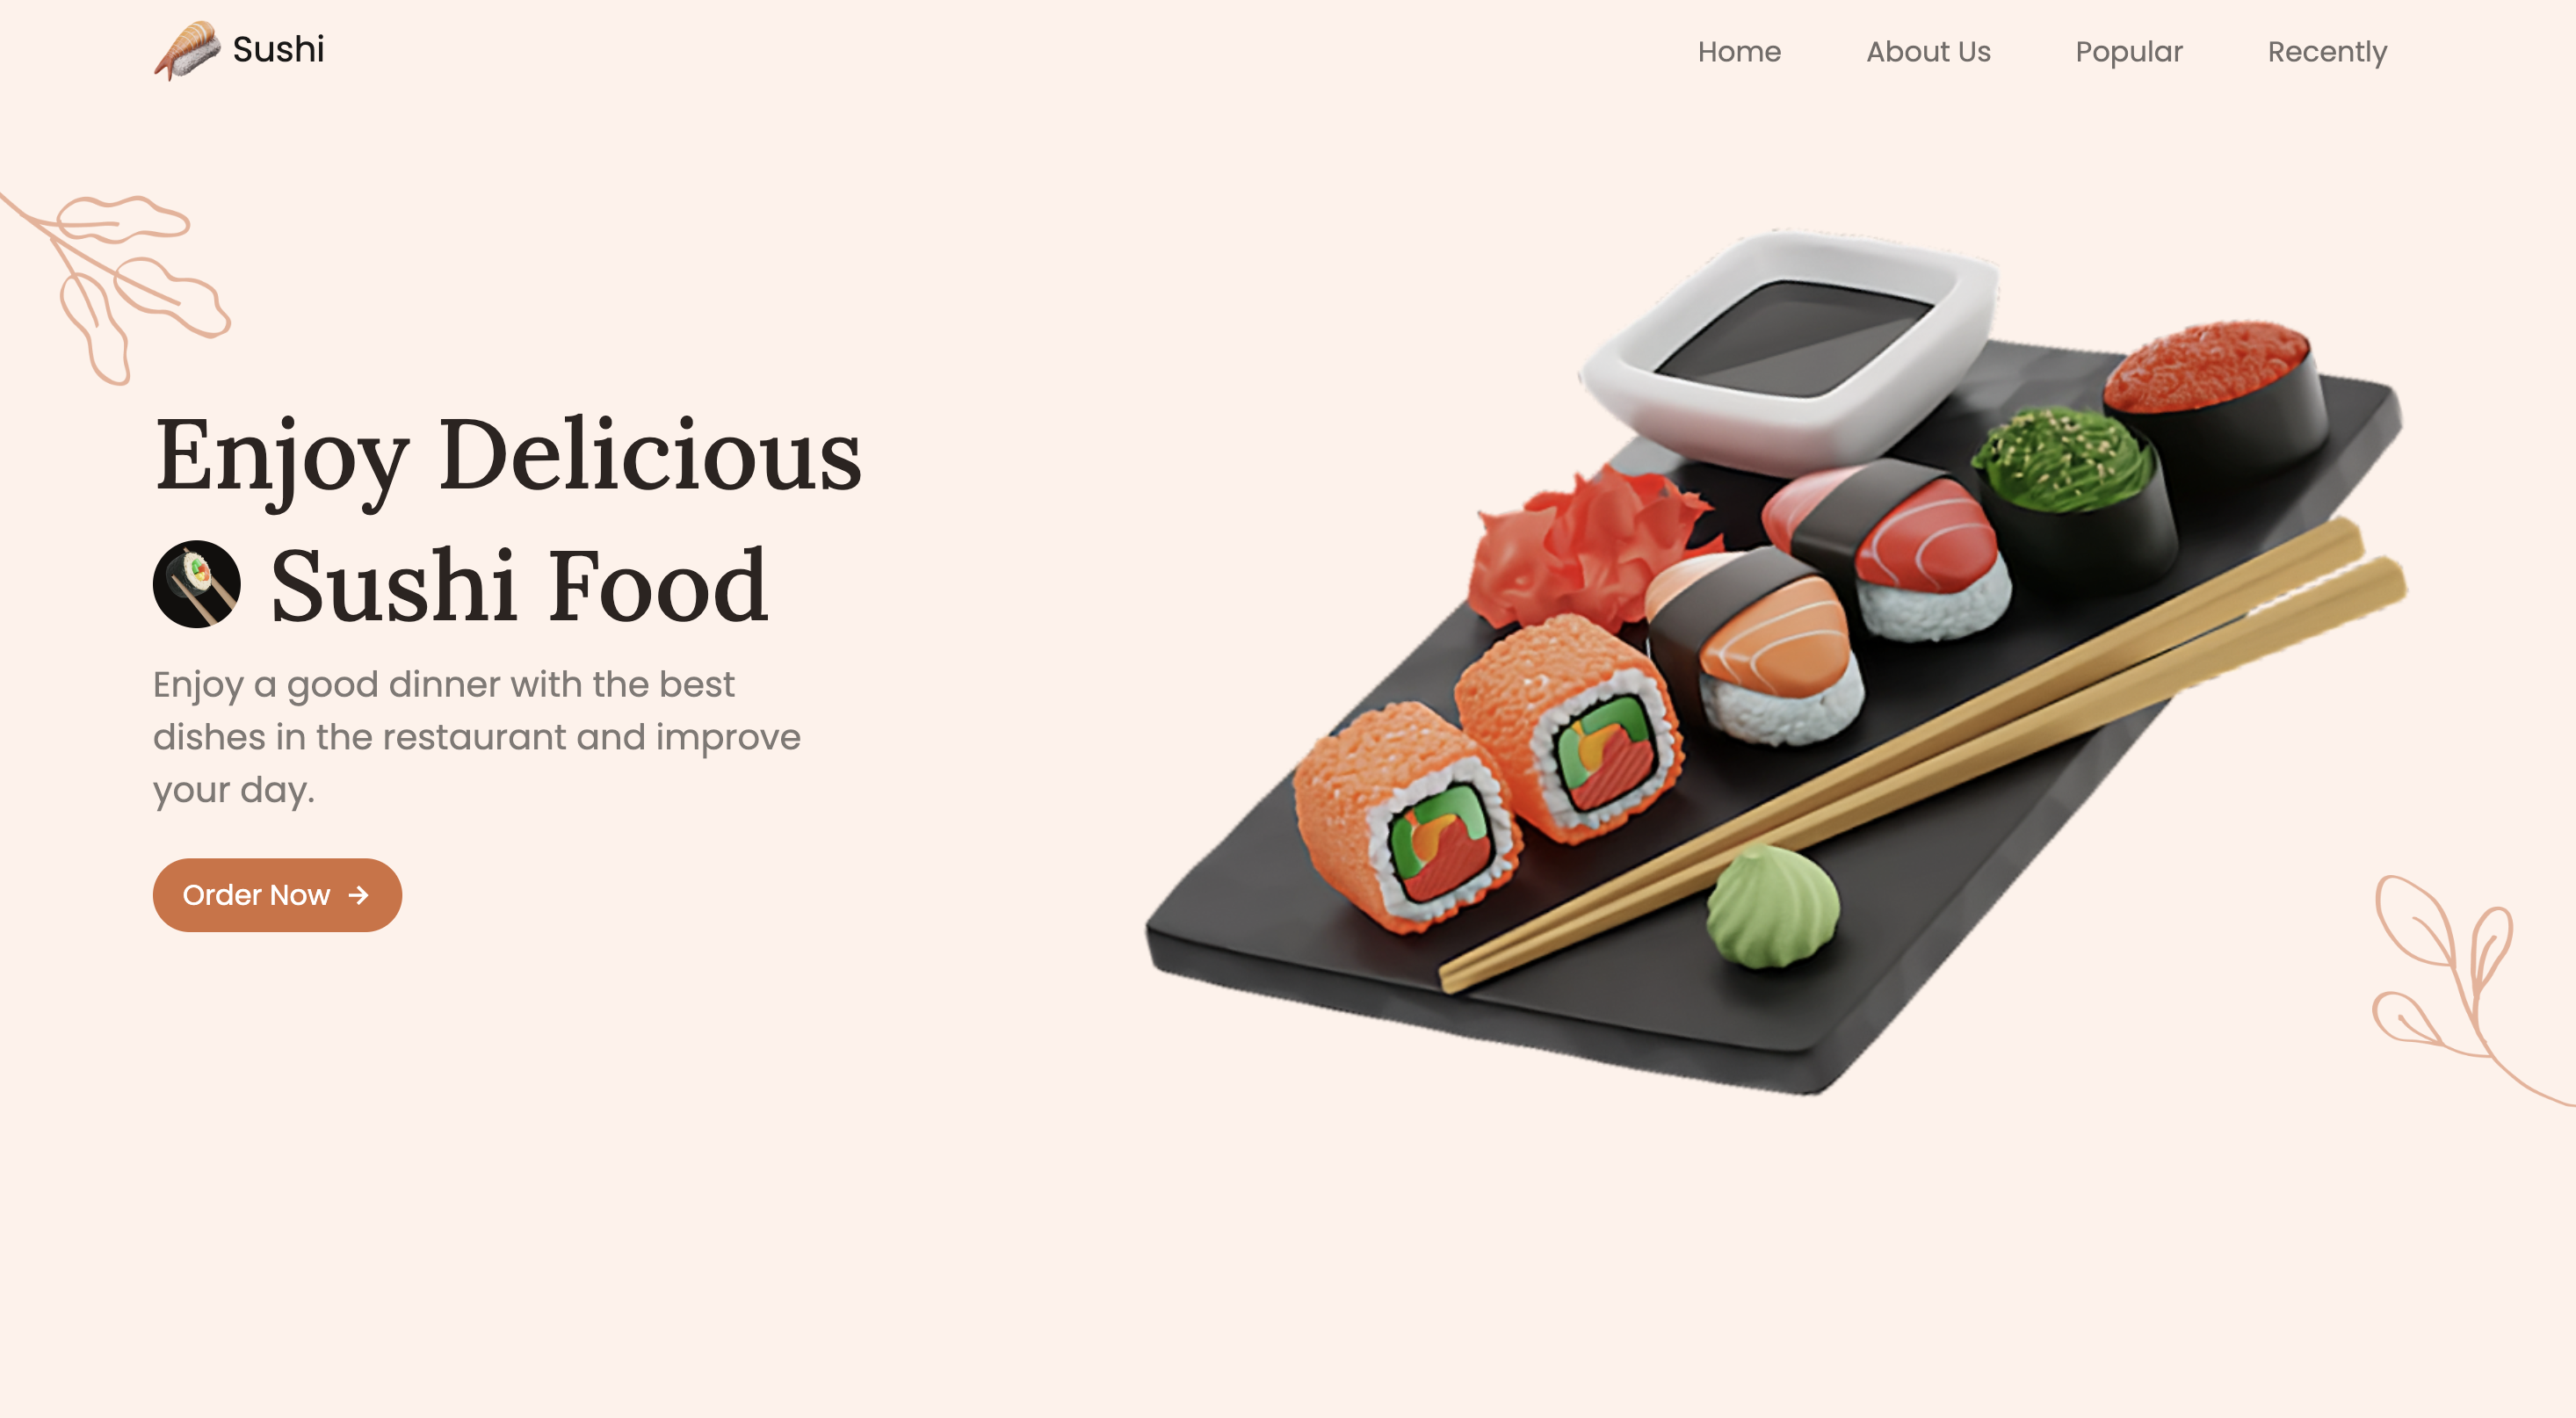 Sushi
Home
About Us
Popular
Recently
Enjoy Delicious
Sushi Food
Enjoy a good dinner with the best
dishes in the restaurant and improve
your day.
Order Now →